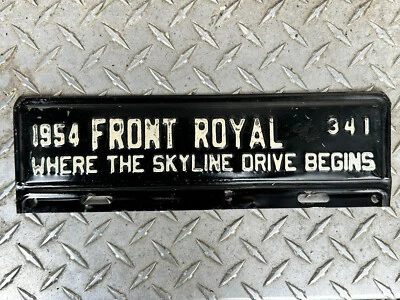 1954 FRONT ROYAL 341
WHERE THE SKYLINE DRIVE BEGINS